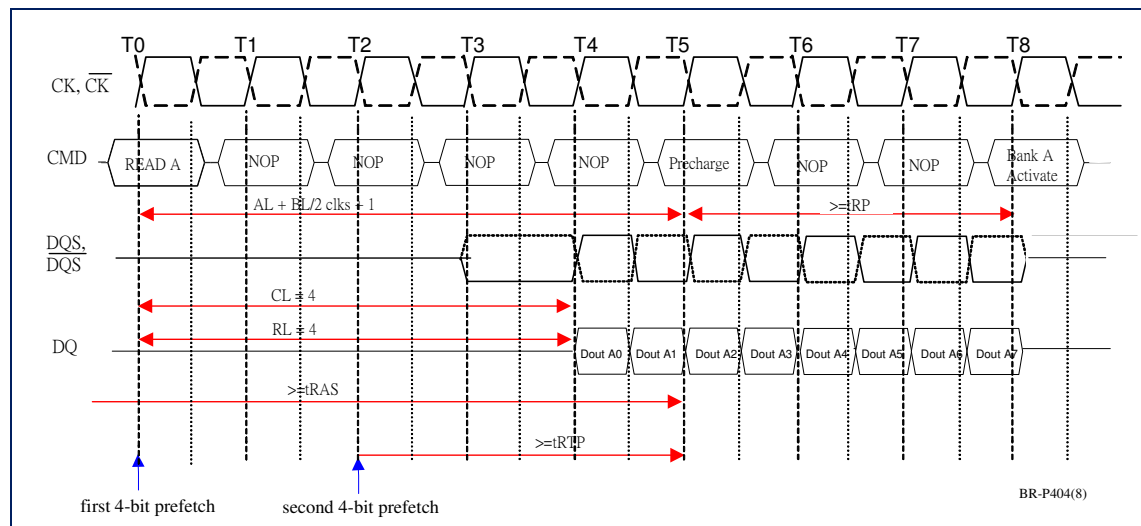 T0 T1 T2 T3 T4 T5 T6 T7 T8
CK, CK
CMD READ A NOP NOP NOP NOP Precharge NOP NOP Bank A Activate
AL + BL/2 clks + 1 >=tRP
DQS,
DQS
CL = 4
RL = 4
DQ Dout A0 Dout A1 Dout A2 Dout A3 Dout A4 Dout A5 Dout A6 Dout A7
>=tRAS
>=tRTP
first 4-bit prefetch second 4-bit prefetch
BR-P404(8)